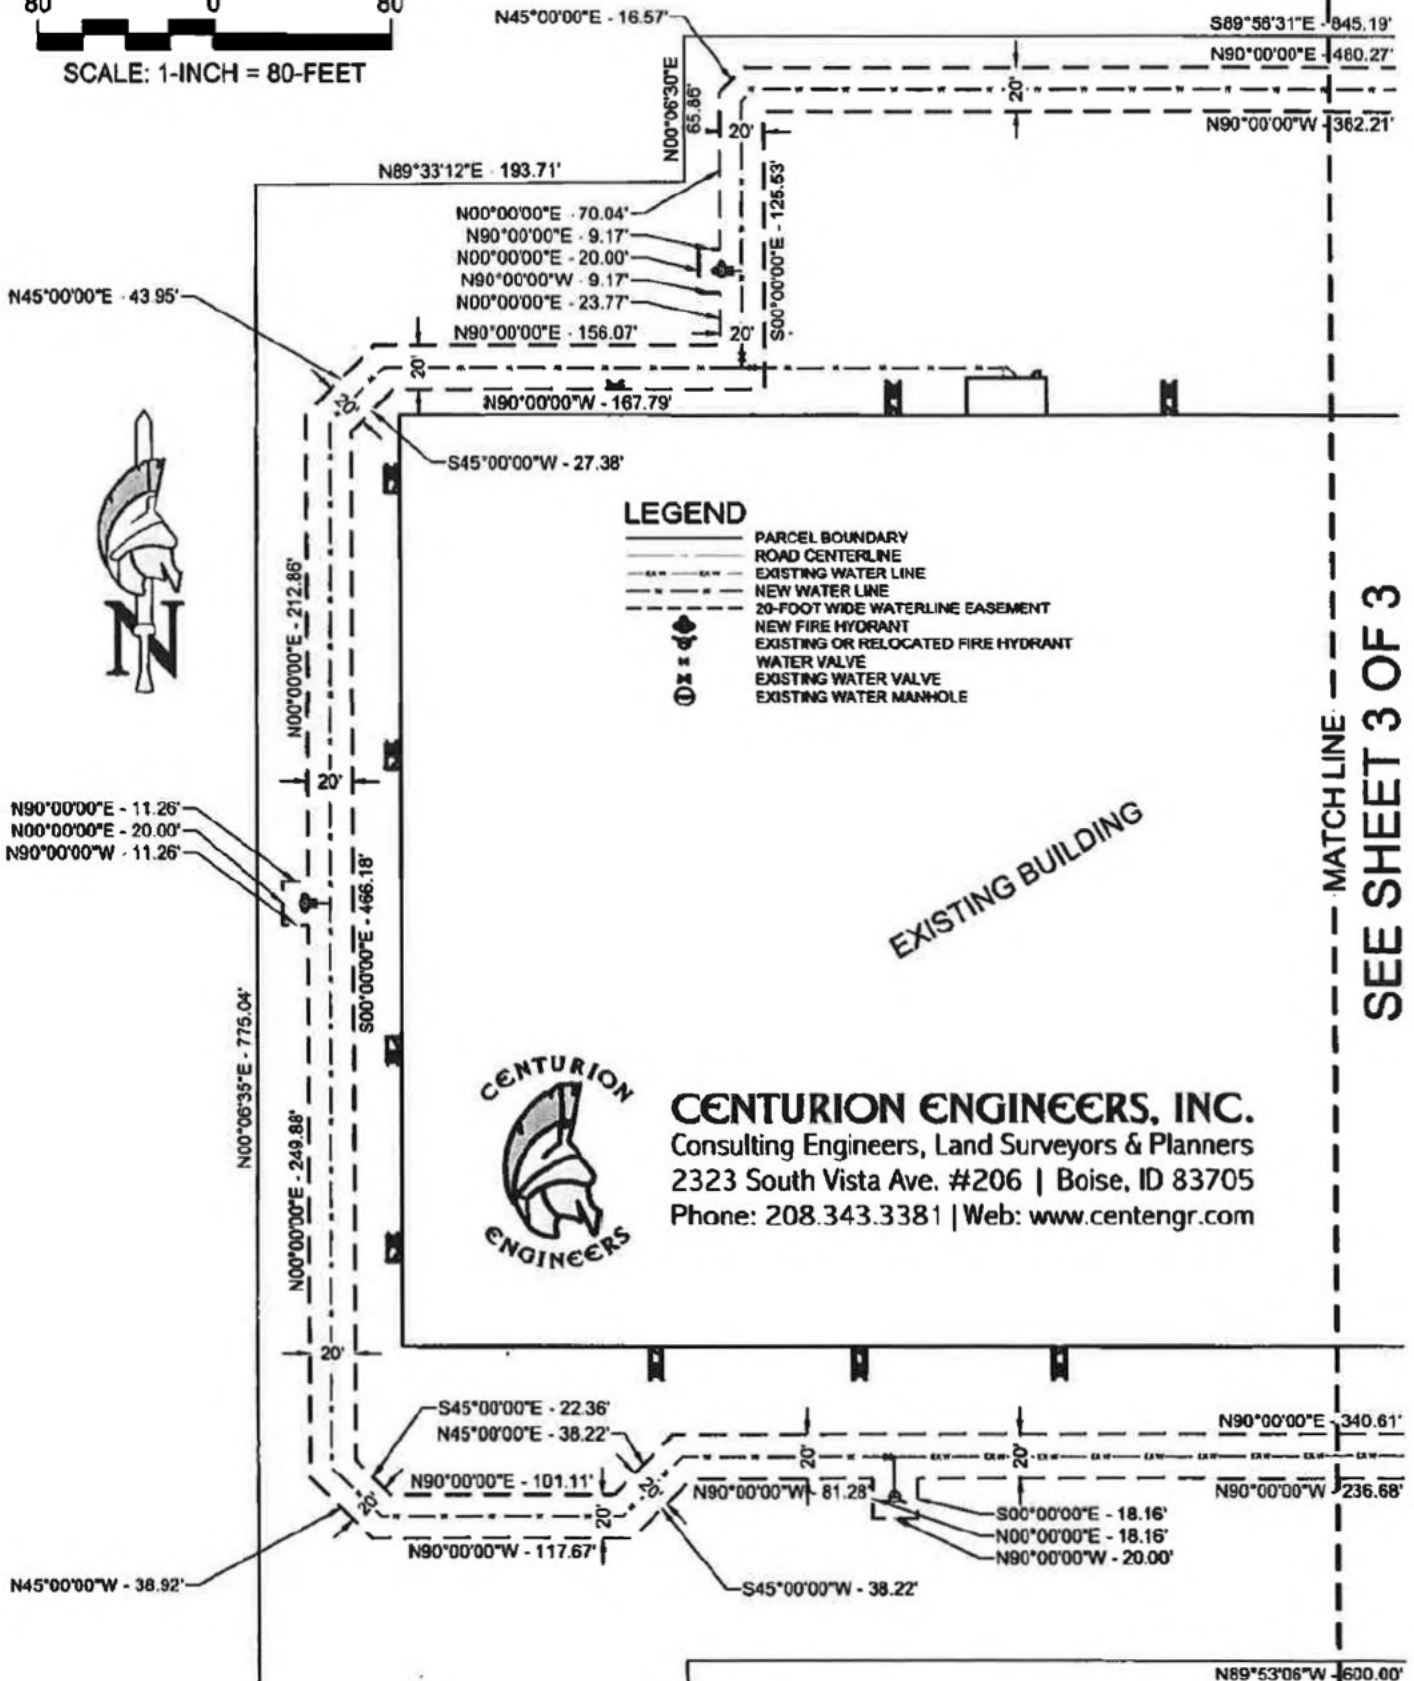 80 0 80
SCALE: 1-INCH = 80-FEET
N45°00'00"E - 16.57'
S89°56'31"E - 845.19'
N90°00'00"E - 460.27'
20'
N90°00'00"W - 362.21'
N00°06'30"E
65.86'
20'
N89°33'12"E - 193.71'
S00°00'00"E - 125.53'
N00°00'00"E - 70.04'
N90°00'00"E - 9.17'
N00°00'00"E - 20.00'
N90°00'00"W - 9.17'
N00°00'00"E - 23.77'
N90°00'00"E - 156.07'
20'
N45°00'00"E - 43.95'
20'
20'
N90°00'00"W - 167.79'
S45°00'00"W - 27.38'
N
LEGEND
PARCEL BOUNDARY
ROAD CENTERLINE
EXISTING WATER LINE
NEW WATER LINE
20-FOOT WIDE WATERLINE EASEMENT
NEW FIRE HYDRANT
EXISTING OR RELOCATED FIRE HYDRANT
WATER VALVE
EXISTING WATER VALVE
EXISTING WATER MANHOLE
N00°00'00"E - 212.86'
20'
N90°00'00"E - 11.26'
N00°00'00"E - 20.00'
N90°00'00"W - 11.26'
S00°00'00"E - 466.18'
N00°06'35"E - 775.04'
N00°00'00"E - 249.88'
20'
EXISTING BUILDING
MATCH LINE
SEE SHEET 3 OF 3
CENTURION
ENGINEERS
CENTURION ENGINEERS, INC.
Consulting Engineers, Land Surveyors & Planners
2323 South Vista Ave. #206 | Boise, ID 83705
Phone: 208.343.3381 | Web: www.centengr.com
S45°00'00"E - 22.36'
N45°00'00"E - 38.22'
N90°00'00"E - 101.11'
20'
20'
20'
N90°00'00"W - 117.67'
N45°00'00"W - 38.92'
N90°00'00"E - 340.61'
20'
20'
EX W EX W EX W EX W EX W EX W EX W
N90°00'00"W - 81.28'
N90°00'00"W - 236.68'
S00°00'00"E - 18.16'
N00°00'00"E - 18.16'
N90°00'00"W - 20.00'
S45°00'00"W - 38.22'
N89°53'06"W - 600.00'